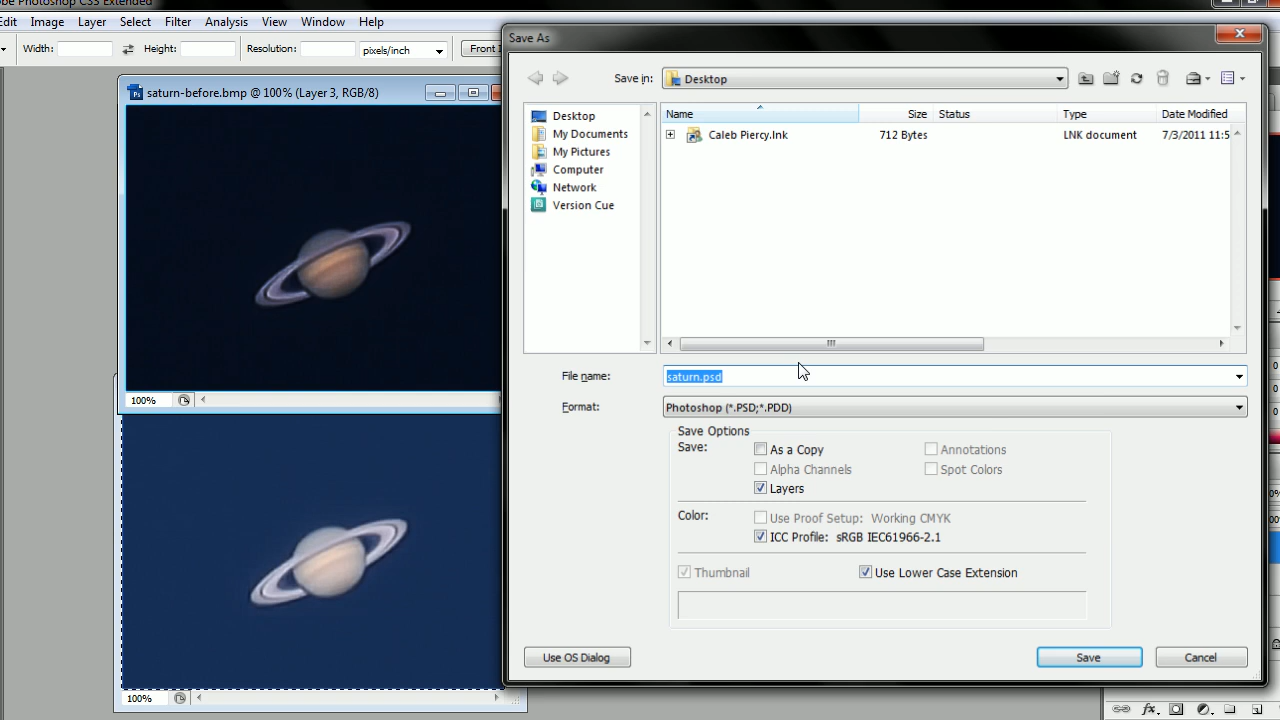 obe Photoshop CS3 Extended
Edit Image Layer Select Filter Analysis View Window Help
Width: Height: Resolution: pixels/inch Front I
saturn-before.bmp @ 100% (Layer 3, RGB/8)
100%
100%
Save As
Save in: Desktop
Desktop
My Documents
My Pictures
Computer
Network
Version Cue
Name Size Status Type Date Modified
Caleb Piercy.lnk 712 Bytes LNK document 7/3/2011 11:5
File name: saturn.psd
Format: Photoshop (*.PSD;*.PDD)
Save Options
Save: As a Copy Annotations
Alpha Channels Spot Colors
Layers
Color: Use Proof Setup: Working CMYK
ICC Profile: sRGB IEC61966-2.1
Thumbnail Use Lower Case Extension
Use OS Dialog Save Cancel